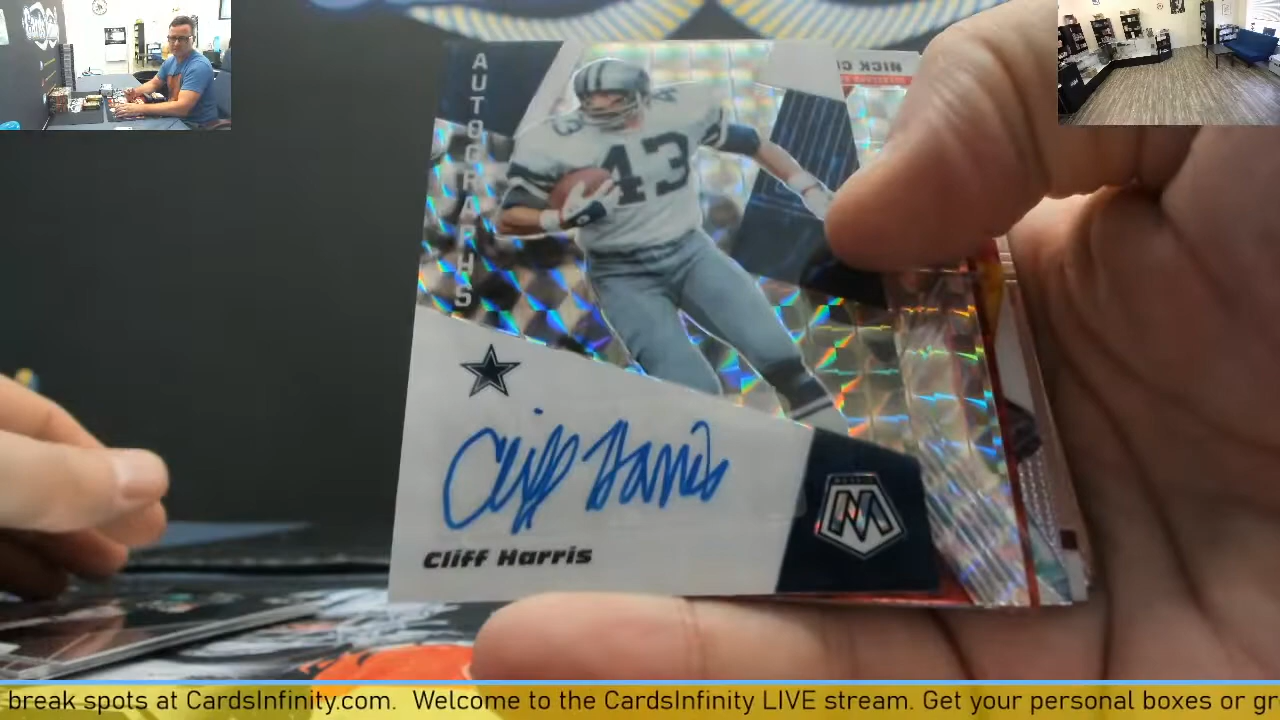 AUTOGRAPHS
NICK C
43
Cliff Harris
Cliff Harris
MOSAIC
break spots at CardsInfinity.com. Welcome to the CardsInfinity LIVE stream. Get your personal boxes or gr